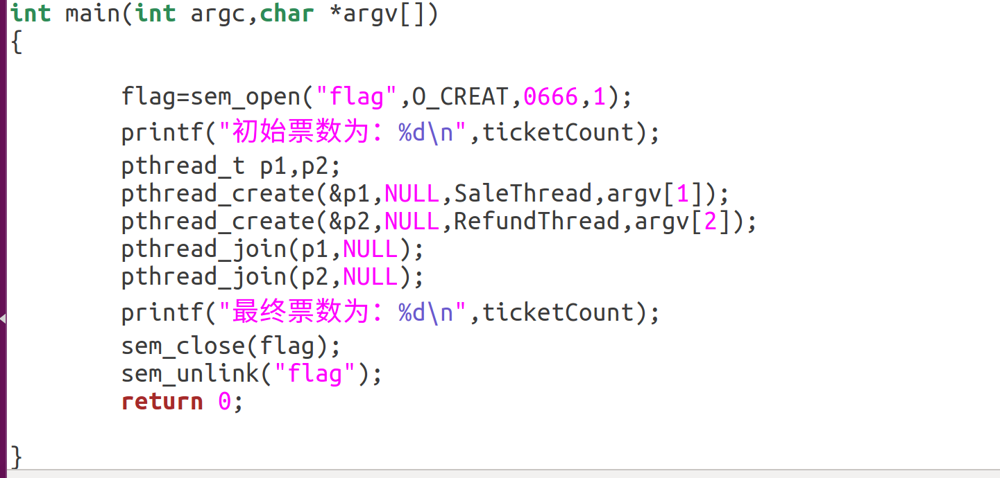 int main(int argc,char *argv[])
{
flag=sem_open("flag",O_CREAT,0666,1);
printf("初始票数为：%d\n",ticketCount);
pthread_t p1,p2;
pthread_create(&p1,NULL,SaleThread,argv[1]);
pthread_create(&p2,NULL,RefundThread,argv[2]);
pthread_join(p1,NULL);
pthread_join(p2,NULL);
printf("最终票数为：%d\n",ticketCount);
sem_close(flag);
sem_unlink("flag");
return 0;
}